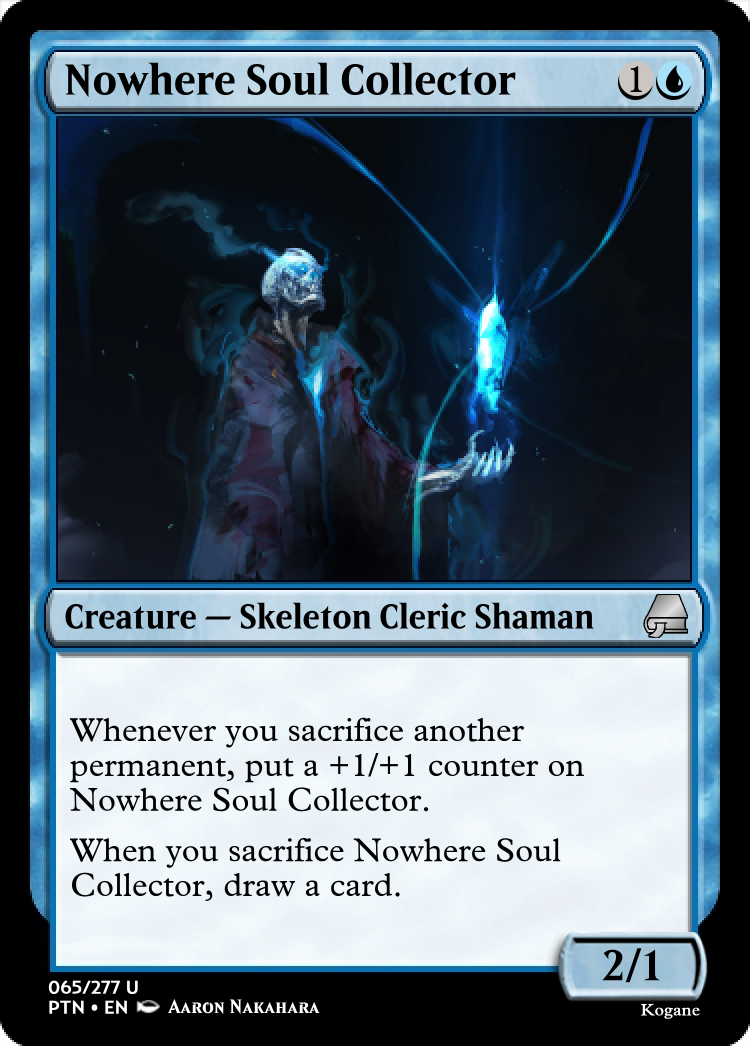 Nowhere Soul Collector 1
Creature — Skeleton Cleric Shaman
Whenever you sacrifice another
permanent, put a +1/+1 counter on
Nowhere Soul Collector.
When you sacrifice Nowhere Soul
Collector, draw a card.
2/1
065/277 U
PTN • EN Aaron Nakahara
Kogane